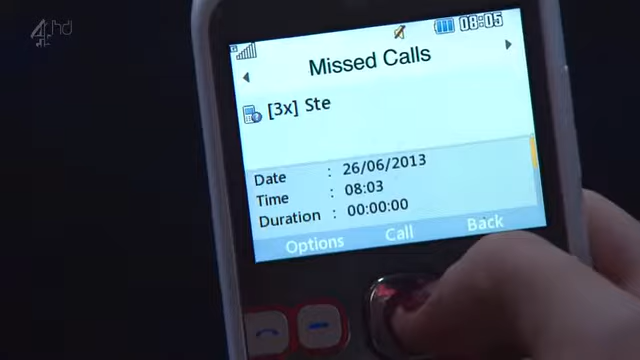 4hd
08:05
Missed Calls
[3x] Ste
Date : 26/06/2013
Time : 08:03
Duration : 00:00:00
Options Call Back